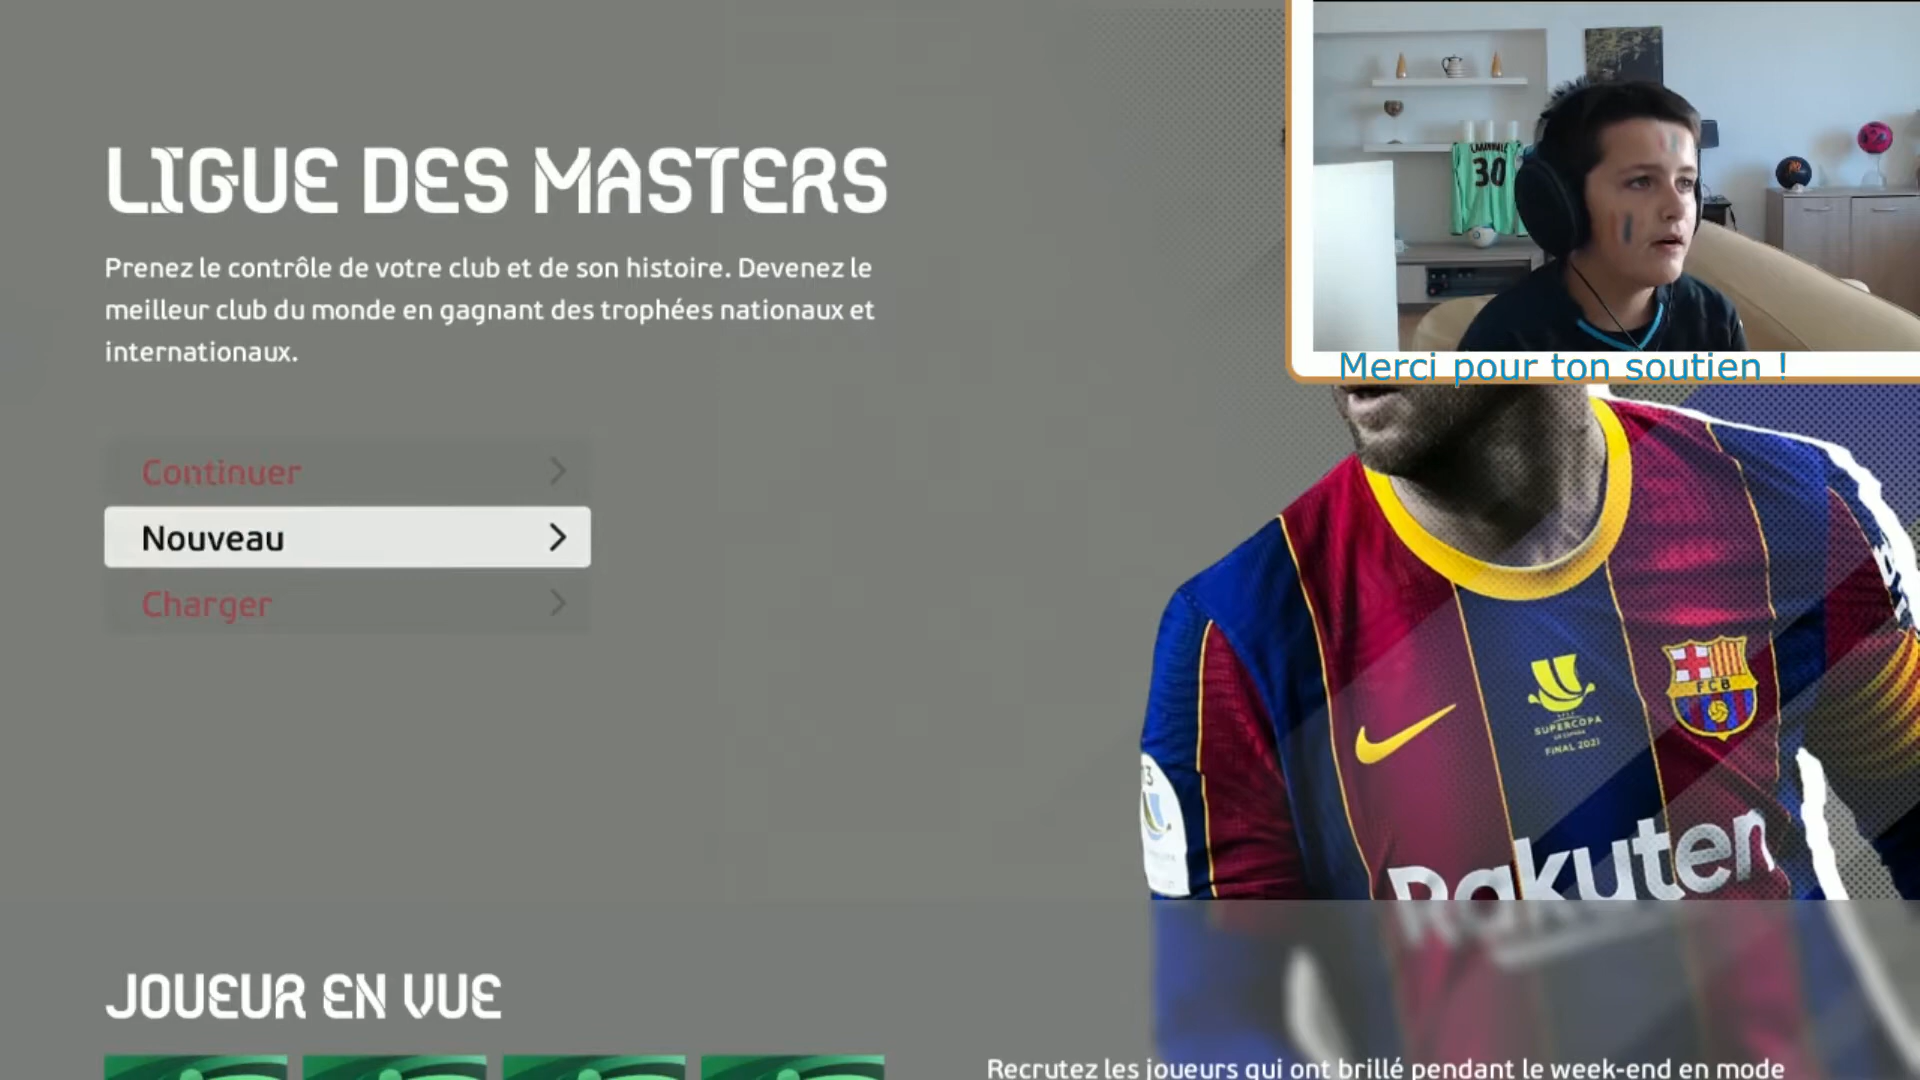 LIGUE DES MASTERS
Prenez le contrôle de votre club et de son histoire. Devenez le
meilleur club du monde en gagnant des trophées nationaux et
internationaux.
Continuer
Nouveau
Charger
30
Merci pour ton soutien !
FCB
SUPERCOPA
FINAL 2021
Rakuten
JOUEUR EN VUE
Recrutez les joueurs qui ont brillé pendant le week-end en mode